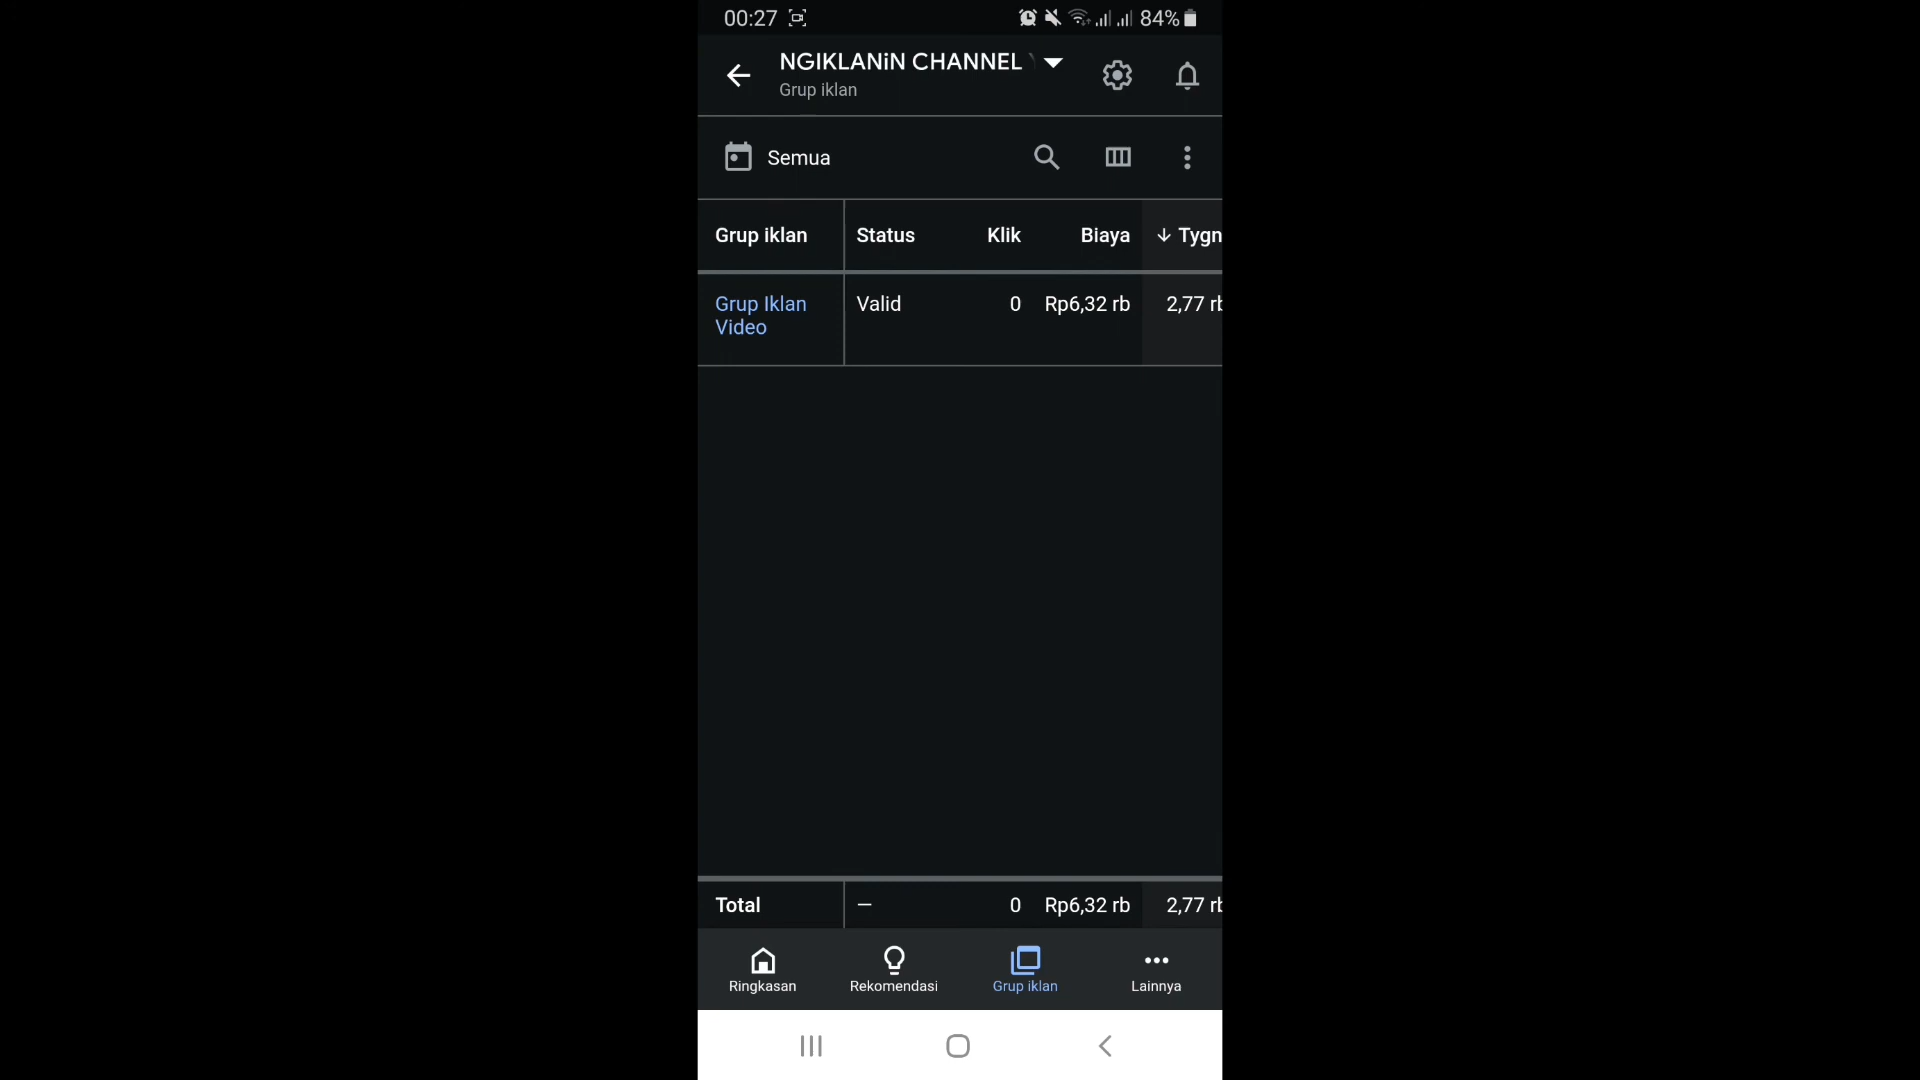 00:27 84%
NGIKLANiN CHANNEL
Grup iklan
Semua
Grup iklan Status Klik Biaya Tygn
Grup Iklan Valid 0 Rp6,32 rb 2,77 rb
Video
Total — 0 Rp6,32 rb 2,77 rb
Ringkasan Rekomendasi Grup iklan Lainnya